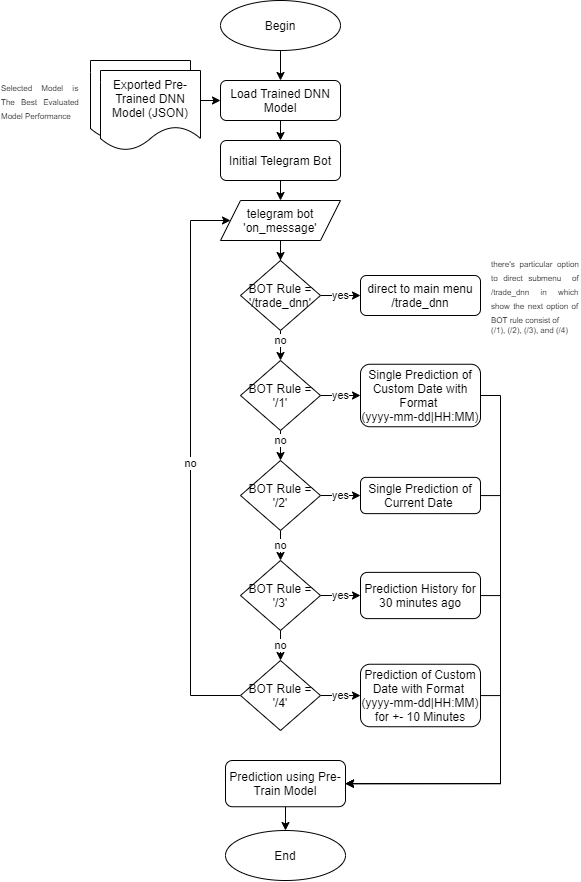 Begin
Selected Model is
The Best Evaluated
Model Performance
Exported Pre-
Trained DNN
Model (JSON)
Load Trained DNN
Model
Initial Telegram Bot
telegram bot
'on_message'
BOT Rule =
'/trade_dnn'
yes
direct to main menu
/trade_dnn
there's particular option
to direct submenu of
/trade_dnn in which
show the next option of
BOT rule consist of
(/1), (/2), (/3), and (/4)
no
BOT Rule =
'/1'
yes
Single Prediction of
Custom Date with
Format
(yyyy-mm-dd|HH:MM)
no
no
BOT Rule =
'/2'
yes
Single Prediction of
Current Date
no
BOT Rule =
'/3'
yes
Prediction History for
30 minutes ago
no
BOT Rule =
'/4'
yes
Prediction of Custom
Date with Format
(yyyy-mm-dd|HH:MM)
for +- 10 Minutes
Prediction using Pre-
Train Model
End